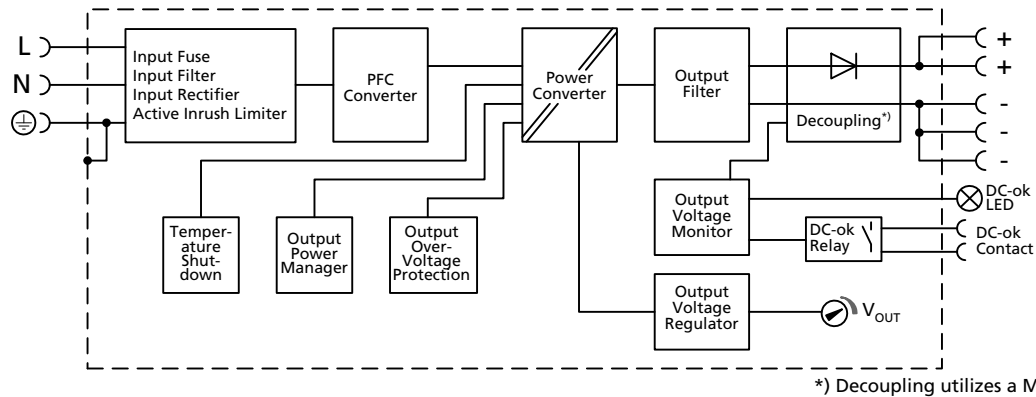 L
N
Input Fuse
Input Filter
Input Rectifier
Active Inrush Limiter
PFC
Converter
Power
Converter
Output
Filter
Decoupling*)
+
+
-
-
-
Temper-
ature
Shut-
down
Output
Power
Manager
Output
Over-
Voltage
Protection
Output
Voltage
Monitor
DC-ok
LED
DC-ok
Relay
DC-ok
Contact
Output
Voltage
Regulator
VOUT
*) Decoupling utilizes a M